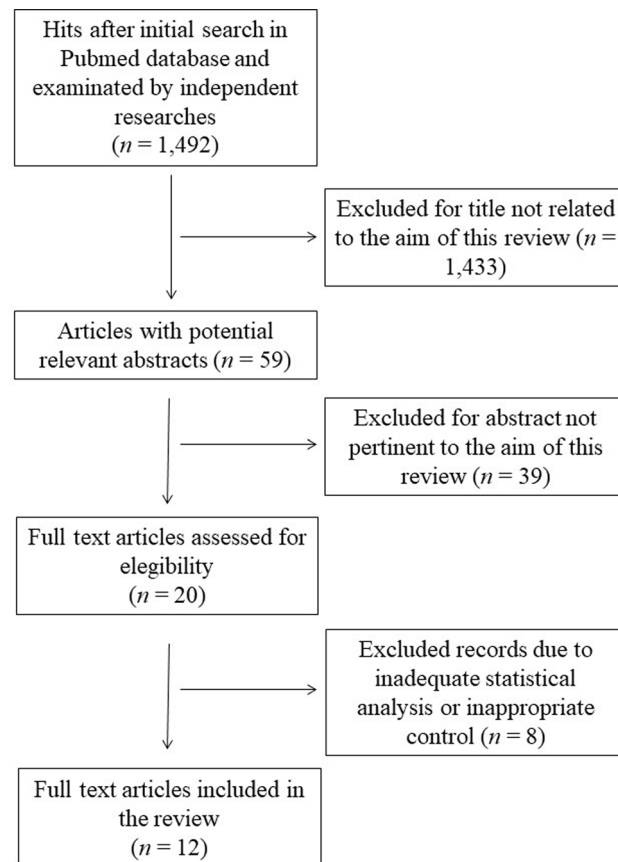 Hits after initial search in
Pubmed database and
examinated by independent
researches
(n = 1,492)
Excluded for title not related
to the aim of this review (n =
1,433)
Articles with potential
relevant abstracts (n = 59)
Excluded for abstract not
pertinent to the aim of this
review (n = 39)
Full text articles assessed for
elegibility
(n = 20)
Excluded records due to
inadequate statistical
analysis or inappropriate
control (n = 8)
Full text articles included in
the review
(n = 12)